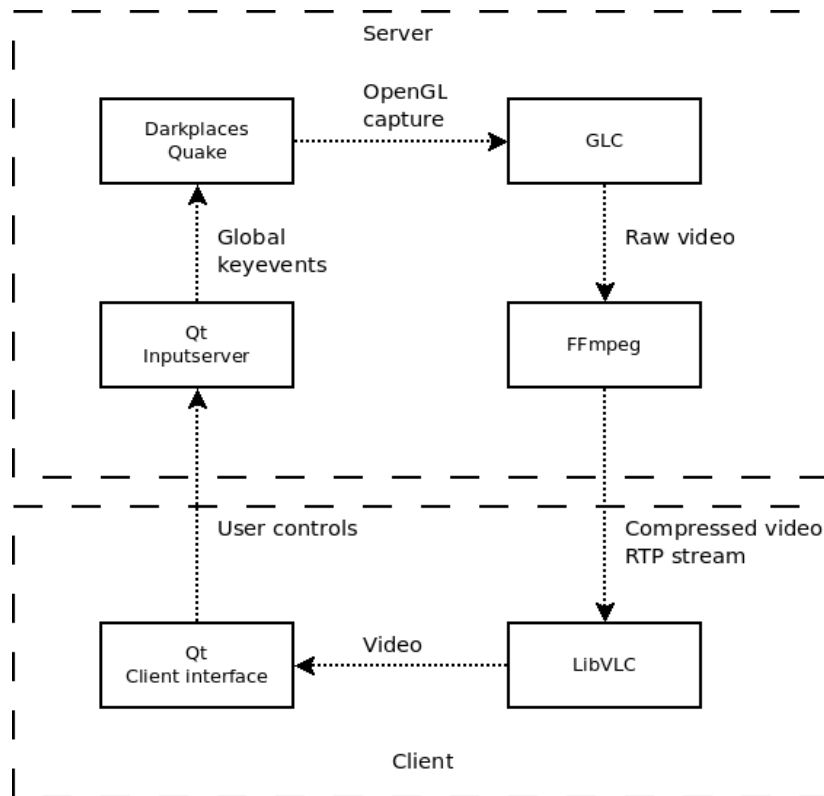 Server
OpenGL
capture
Darkplaces
Quake
GLC
Global
keyevents
Raw video
Qt
Inputserver
FFmpeg
User controls
Compressed video
RTP stream
Video
Qt
Client interface
LibVLC
Client